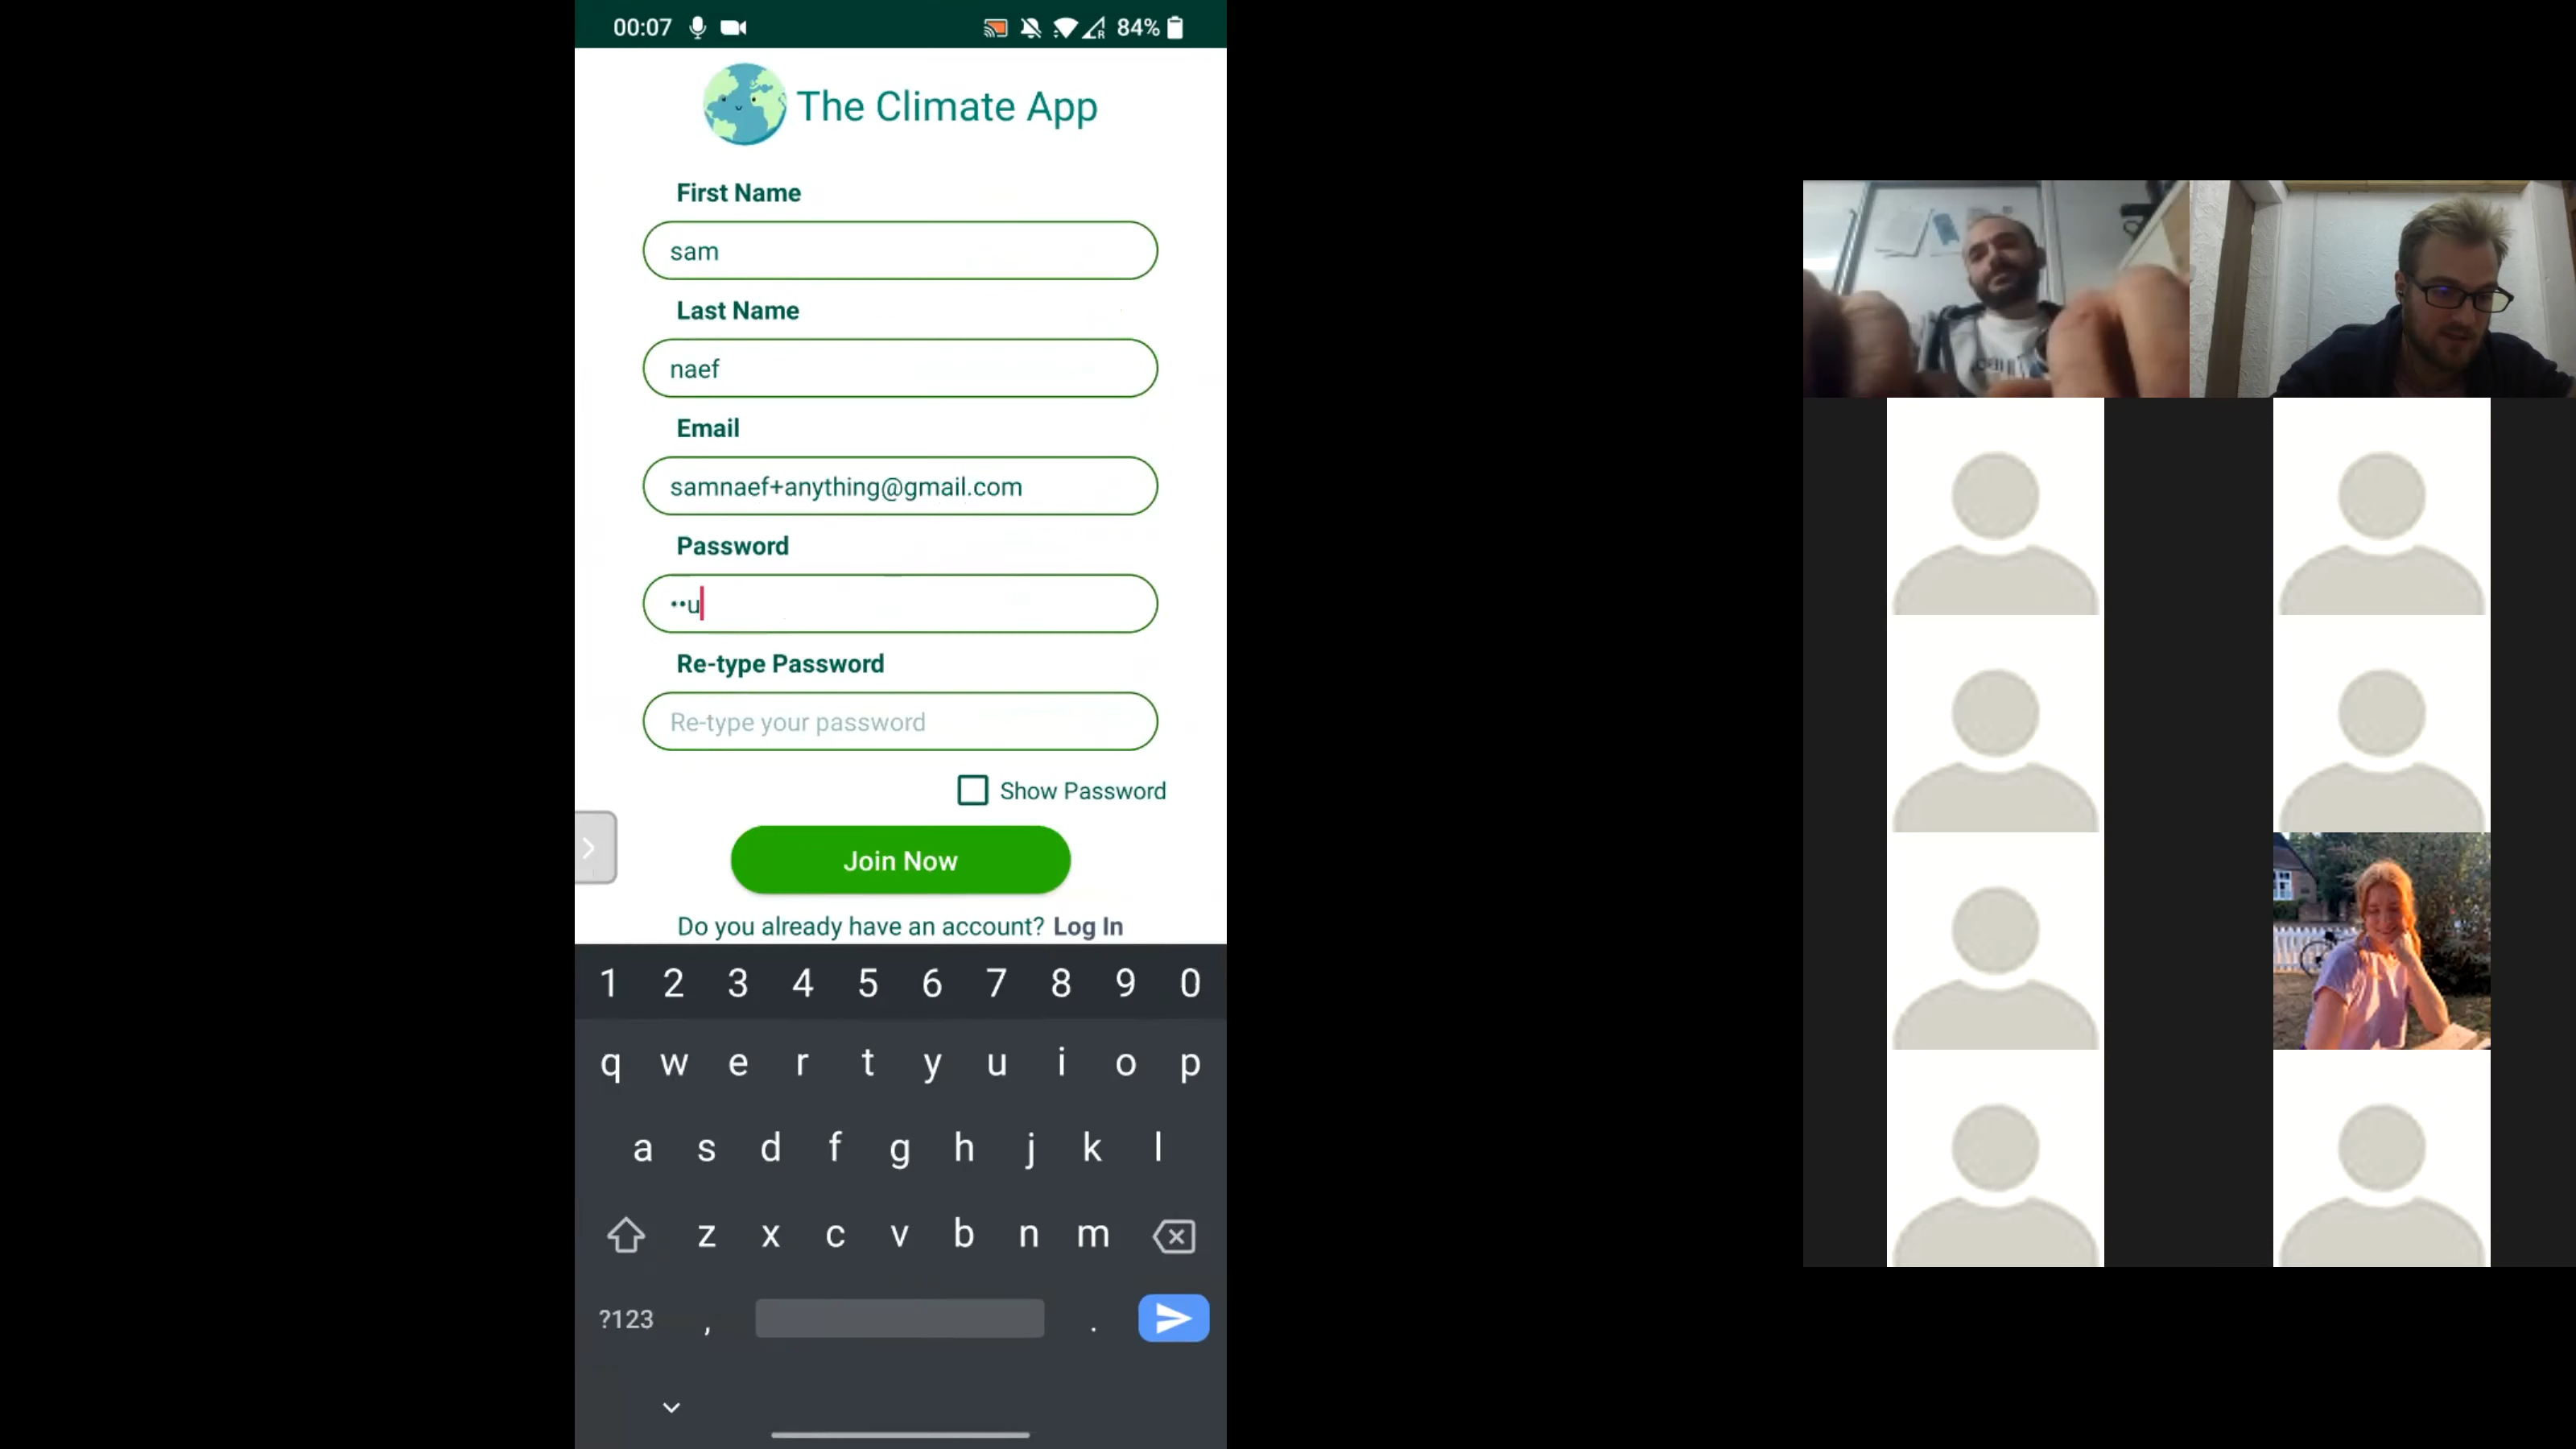 00:07
84%
The Climate App
First Name
sam
Last Name
naef
Email
samnaef+anything@gmail.com
Password
••u
Re-type Password
Re-type your password
Show Password
Join Now
Do you already have an account? Log In
1 2 3 4 5 6 7 8 9 0
q w e r t y u i o p
a s d f g h j k l
z x c v b n m
?123 , .